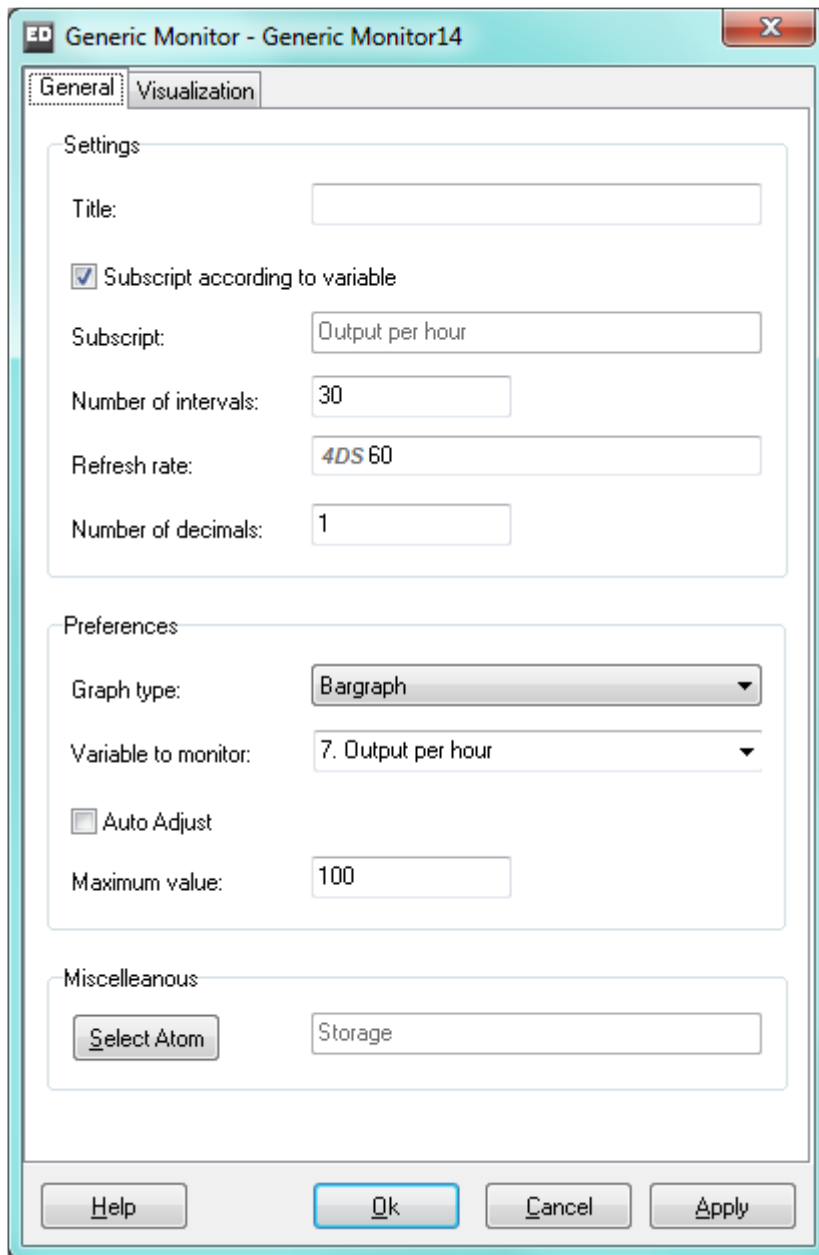 ED Generic Monitor - Generic Monitor14
X
General Visualization
Settings
Title:
Subscript according to variable
Subscript: Output per hour
Number of intervals: 30
Refresh rate: 4DS 60
Number of decimals: 1
Preferences
Graph type: Bargraph
Variable to monitor: 7. Output per hour
Auto Adjust
Maximum value: 100
Miscelleanous
Select Atom Storage
Help Ok Cancel Apply